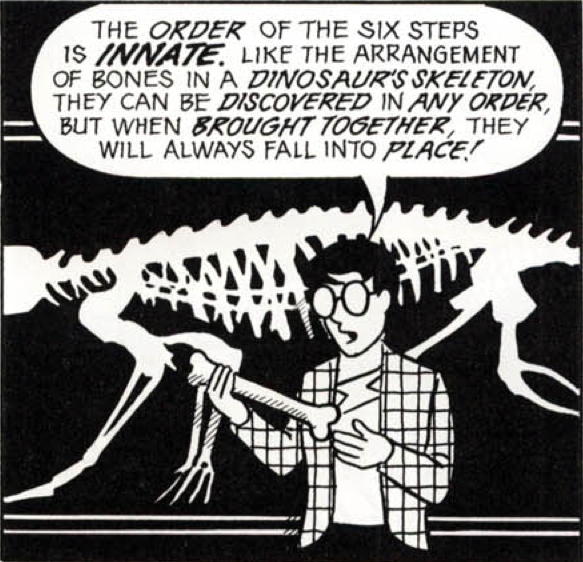 THE ORDER OF THE SIX STEPS
IS INNATE. LIKE THE ARRANGEMENT
OF BONES IN A DINOSAUR'S SKELETON,
THEY CAN BE DISCOVERED IN ANY ORDER,
BUT WHEN BROUGHT TOGETHER, THEY
WILL ALWAYS FALL INTO PLACE!